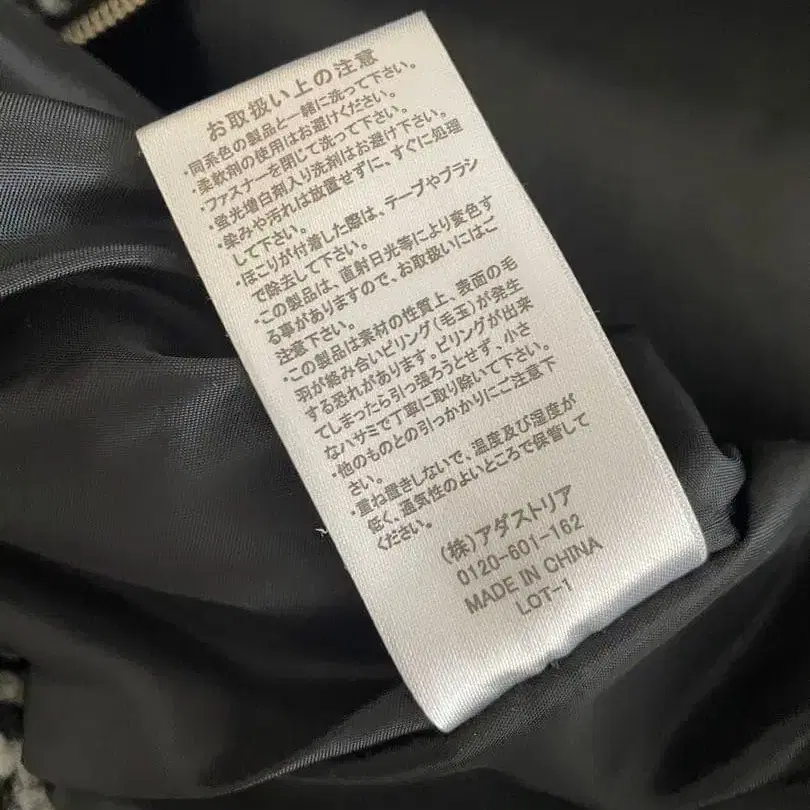 お取扱い上の注意
・同系色の製品と一緒に洗って下さい。
・柔軟剤の使用はお避けください。
・ファスナーを閉じて洗って下さい。
・蛍光増白剤入り洗剤はお避け下さい。
・染みや汚れは放置せずに、すぐに処理
して下さい。
・ほこりが付着した際は、テープやブラシ
で除去して下さい。
・この製品は、直射日光等により変色す
る事がありますので、お取扱いにはご
注意下さい。
・この製品は素材の性質上、表面の毛
羽が絡み合いピリング(毛玉)が発生
する恐れがあります。ピリングが出来
てしまったら引っ張ろうとせず、小さ
なハサミで丁寧に取り除いて下さい。
・他のものとの引っかかりにご注意下
さい。
・重ね置きしないで、温度及び湿度が
低く、通気性のよいところで保管して
ください。
(株)アダストリア
0120-601-162
MADE IN CHINA
LOT-1